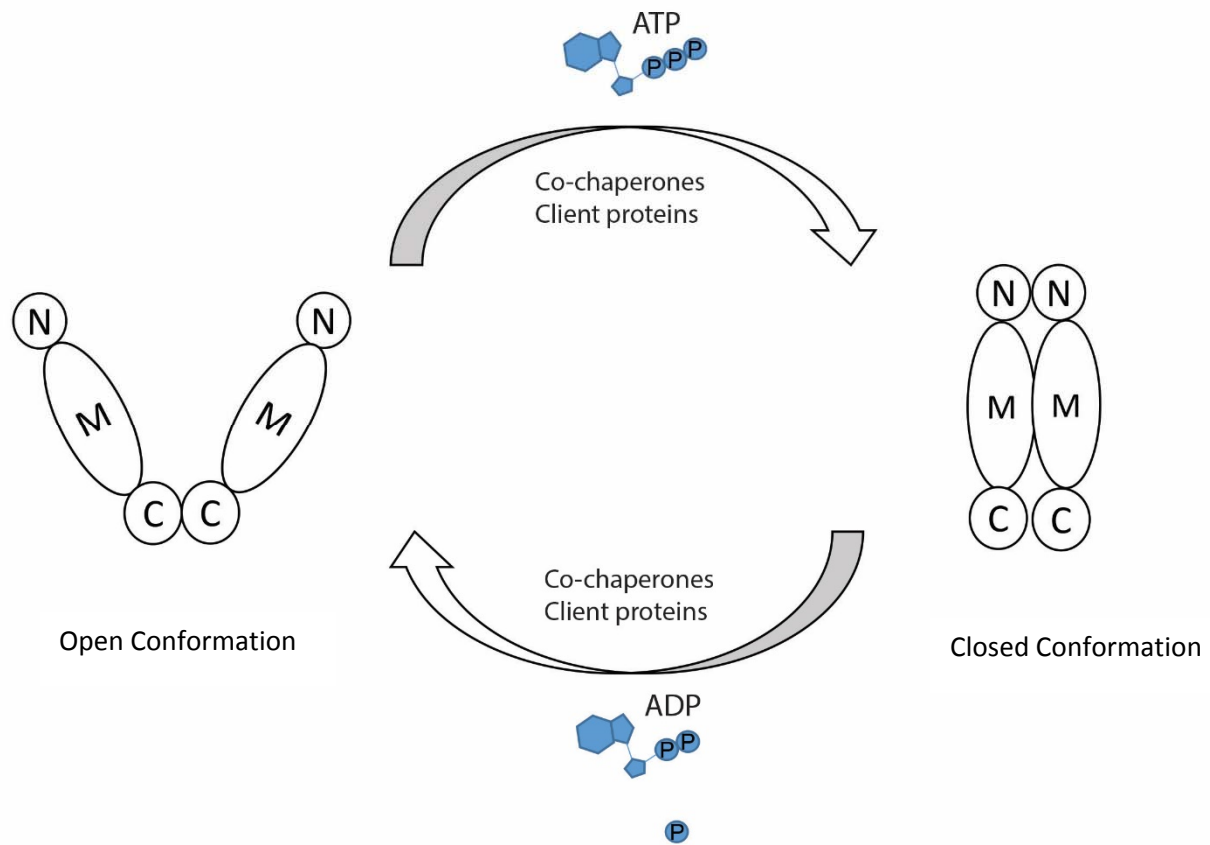 ATP
P P P
Co-chaperones
Client proteins
N N
M M
C C
Open Conformation
N N
M M
C C
Closed Conformation
Co-chaperones
Client proteins
ADP
P P
P